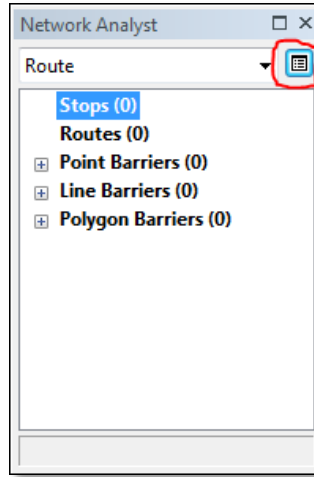 Network Analyst
Route
Stops (0)
Routes (0)
Point Barriers (0)
Line Barriers (0)
Polygon Barriers (0)